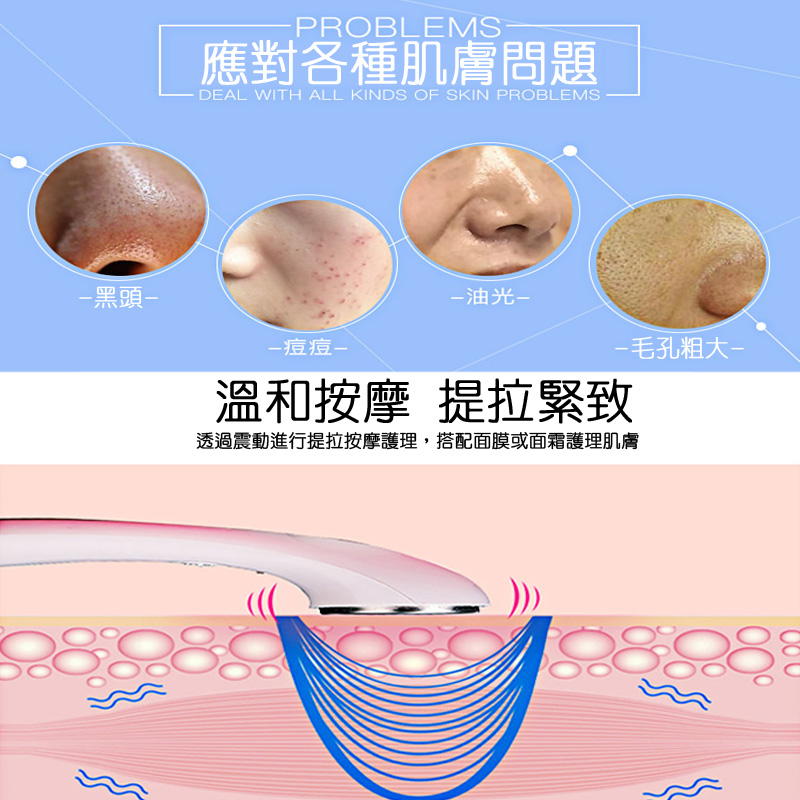 PROBLEMS
應對各種肌膚問題
DEAL WITH ALL KINDS OF SKIN PROBLEMS
–黑頭–
–油光–
–痘痘–
–毛孔粗大–
溫和按摩 提拉緊致
透過震動進行提拉按摩護理，搭配面膜或面霜護理肌膚